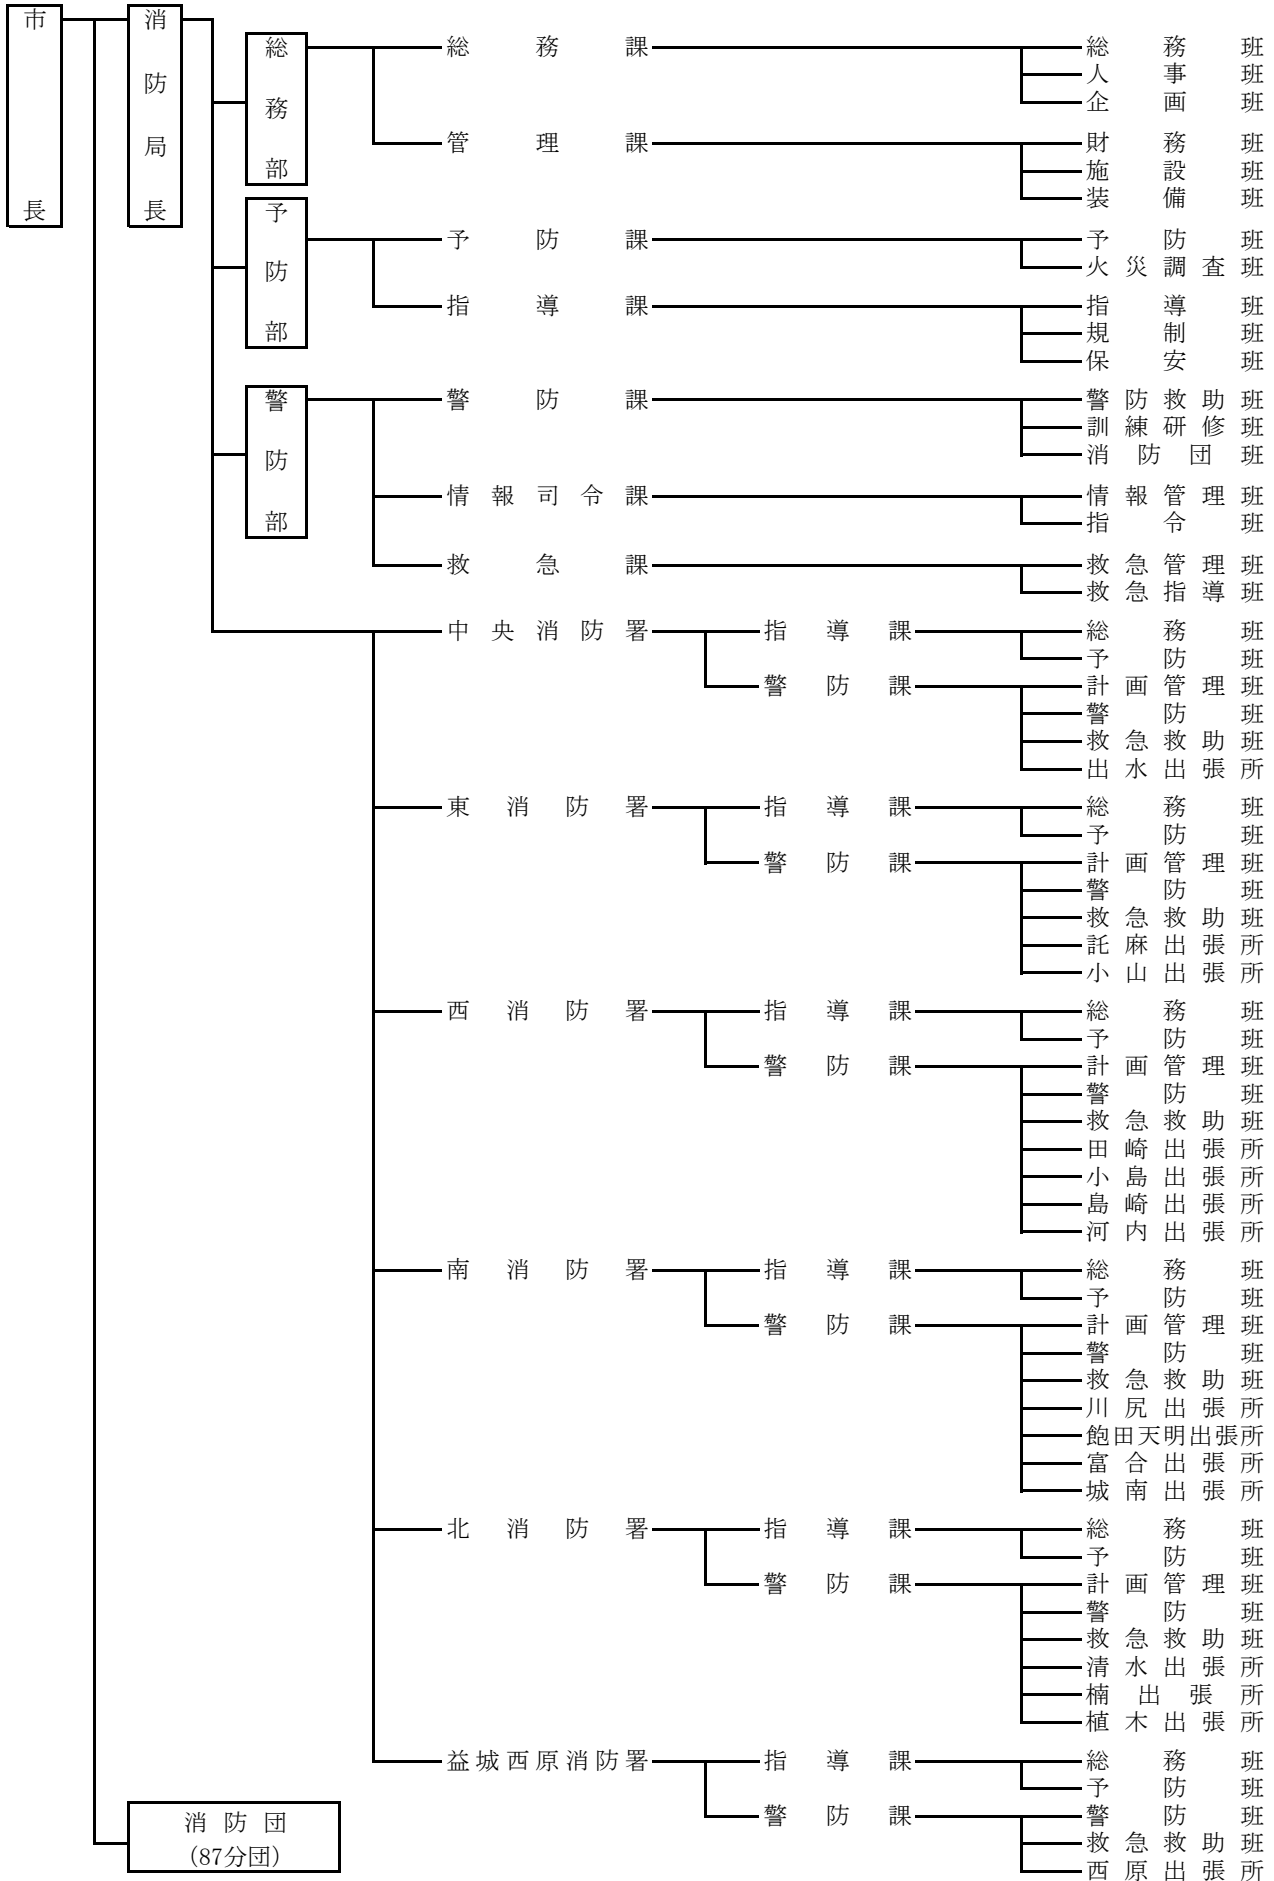 市長
消防局長
総務部
総務課
総務班
人事班
企画班
管理課
財務班
施設班
装備班
予防部
予防課
予防班
火災調査班
指導課
指導班
規制班
保安班
警防部
警防課
警防救助班
訓練研修班
消防団班
情報司令課
情報管理班
指令班
救急課
救急管理班
救急指導班
中央消防署
指導課
総務班
予防班
警防課
計画管理班
警防班
救急救助班
出水出張所
東消防署
指導課
総務班
予防班
警防課
計画管理班
警防班
救急救助班
託麻出張所
小山出張所
西消防署
指導課
総務班
予防班
警防課
計画管理班
警防班
救急救助班
田崎出張所
小島出張所
島崎出張所
河内出張所
南消防署
指導課
総務班
予防班
警防課
計画管理班
警防班
救急救助班
川尻出張所
飽田天明出張所
富合出張所
城南出張所
北消防署
指導課
総務班
予防班
警防課
計画管理班
警防班
救急救助班
清水出張所
楠出張所
植木出張所
益城西原消防署
指導課
総務班
予防班
警防課
警防班
救急救助班
西原出張所
消防団
(87分団)